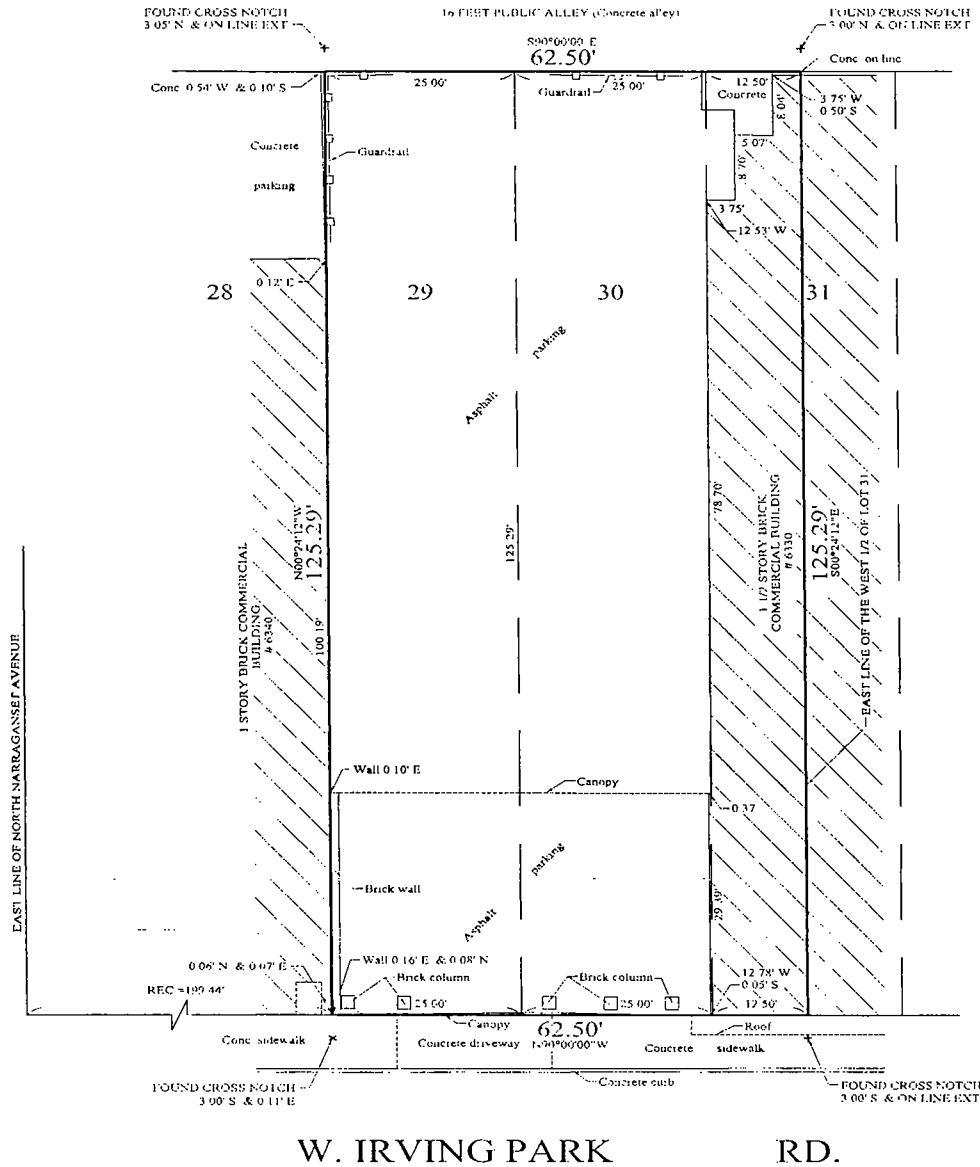 FOUND CROSS NOTCH
3.05' N & ON LINE EXT
16 FEET PUBLIC ALLEY (Concrete alley)
FOUND CROSS NOTCH
3.00' N & ON LINE EXT
S90°00'00" E
62.50'
Conc on line
Conc 0.54' W & 0.10' S
25.00'
Guardrail
25.00'
12.50'
Concrete
3.75' W
0.50' S
Concrete
parking
Guardrail
5.07'
8.70'
3.75'
12.53' W
0.12' E
28
29
30
31
parking
Asphalt
N00°24'12"W
125.29'
100.19'
1 STORY BRICK COMMERCIAL
BUILDING
# 6340
125.29'
78.70'
1 1/2 STORY BRICK
COMMERCIAL BUILDING
# 6330
125.29'
S00°24'12"E
EAST LINE OF THE WEST 1/2 OF LOT 31
EAST LINE OF NORTH NARRAGANSET AVENUE
Wall 0.10' E
Canopy
0.37
parking
Asphalt
Brick wall
0.06' N & 0.07' E
Wall 0.16' E & 0.08' N
Brick column
Brick column
12.78' W
0.05' S
REC =199.44'
25.00'
25.00'
12.50'
Canopy
62.50'
N90°00'00"W
Roof
Conc sidewalk
Concrete driveway
Concrete sidewalk
FOUND CROSS NOTCH
3.00' S & 0.11' E
Concrete curb
FOUND CROSS NOTCH
3.00' S & ON LINE EXT
W. IRVING PARK RD.